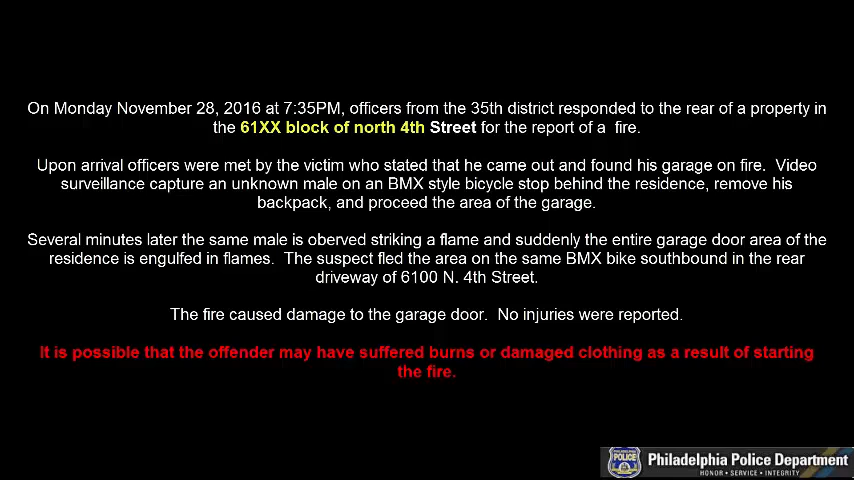 On Monday November 28, 2016 at 7:35PM, officers from the 35th district responded to the rear of a property in
the 61XX block of north 4th Street for the report of a fire.
Upon arrival officers were met by the victim who stated that he came out and found his garage on fire. Video
surveillance capture an unknown male on an BMX style bicycle stop behind the residence, remove his
backpack, and proceed the area of the garage.
Several minutes later the same male is oberved striking a flame and suddenly the entire garage door area of the
residence is engulfed in flames. The suspect fled the area on the same BMX bike southbound in the rear
driveway of 6100 N. 4th Street.
The fire caused damage to the garage door. No injuries were reported.
It is possible that the offender may have suffered burns or damaged clothing as a result of starting
the fire.
POLICE
Philadelphia Police Department
HONOR • SERVICE • INTEGRITY